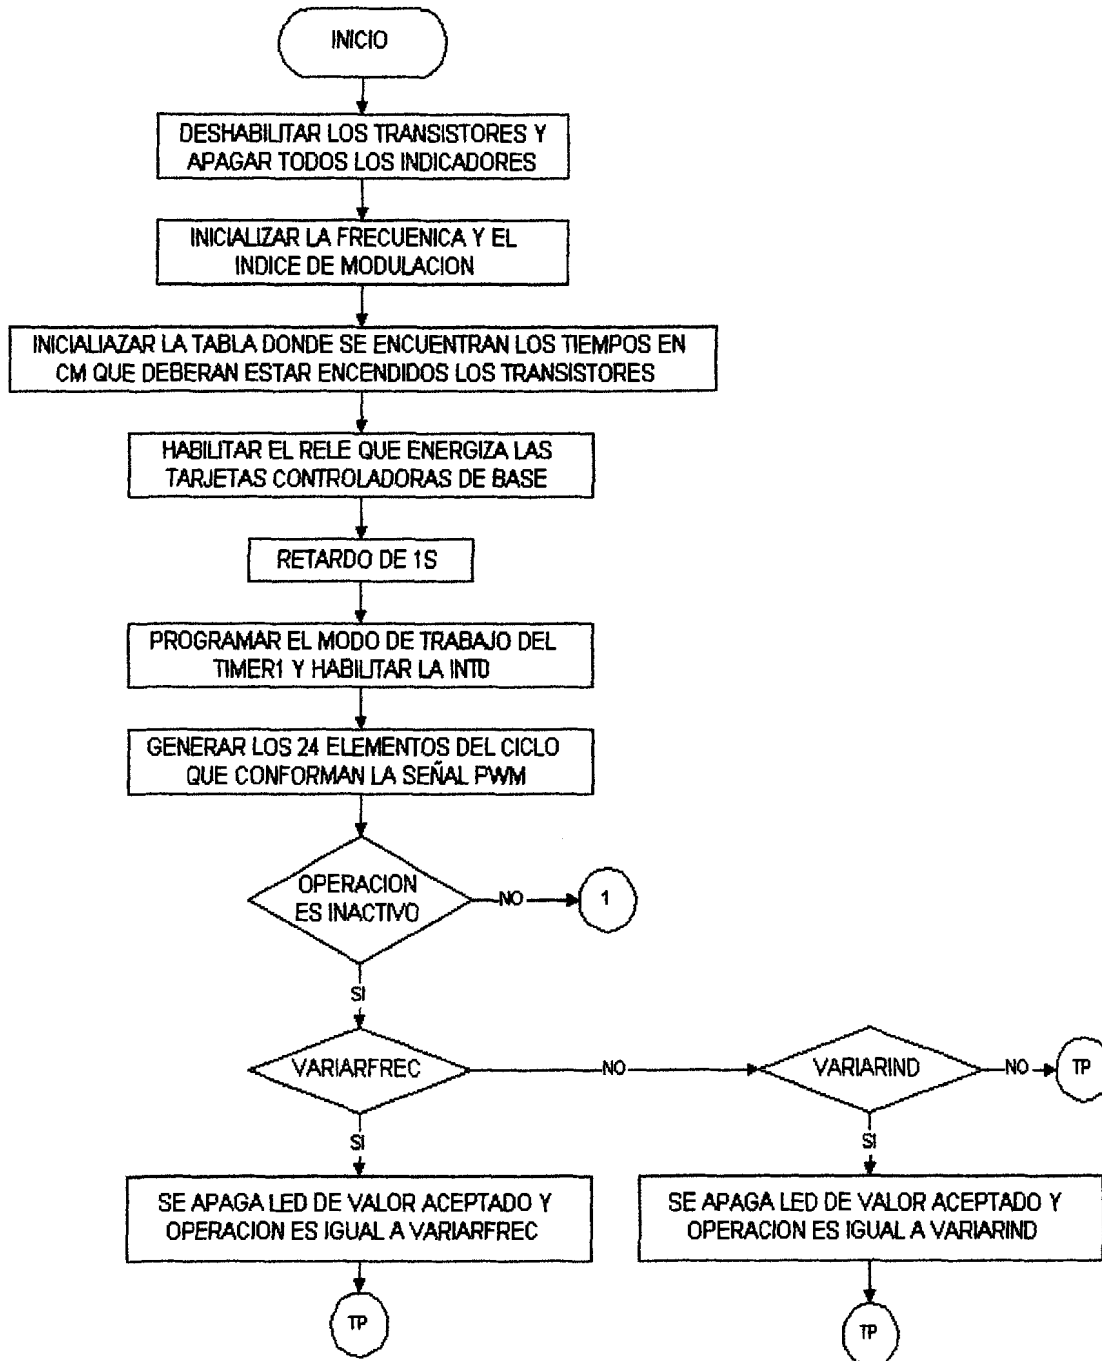 INICIO
DESHABILITAR LOS TRANSISTORES Y
APAGAR TODOS LOS INDICADORES
INICIALIZAR LA FRECUENICA Y EL
INDICE DE MODULACION
INICIALIAZAR LA TABLA DONDE SE ENCUENTRAN LOS TIEMPOS EN
CM QUE DEBERAN ESTAR ENCENDIDOS LOS TRANSISTORES
HABILITAR EL RELE QUE ENERGIZA LAS
TARJETAS CONTROLADORAS DE BASE
RETARDO DE 1S
PROGRAMAR EL MODO DE TRABAJO DEL
TIMER1 Y HABILITAR LA INT0
GENERAR LOS 24 ELEMENTOS DEL CICLO
QUE CONFORMAN LA SEÑAL PWM
OPERACION
ES INACTIVO
NO
1
SI
VARIARFREC
NO
VARIARIND
NO
TP
SI
SI
SE APAGA LED DE VALOR ACEPTADO Y
OPERACION ES IGUAL A VARIARFREC
SE APAGA LED DE VALOR ACEPTADO Y
OPERACION ES IGUAL A VARIARIND
TP
TP